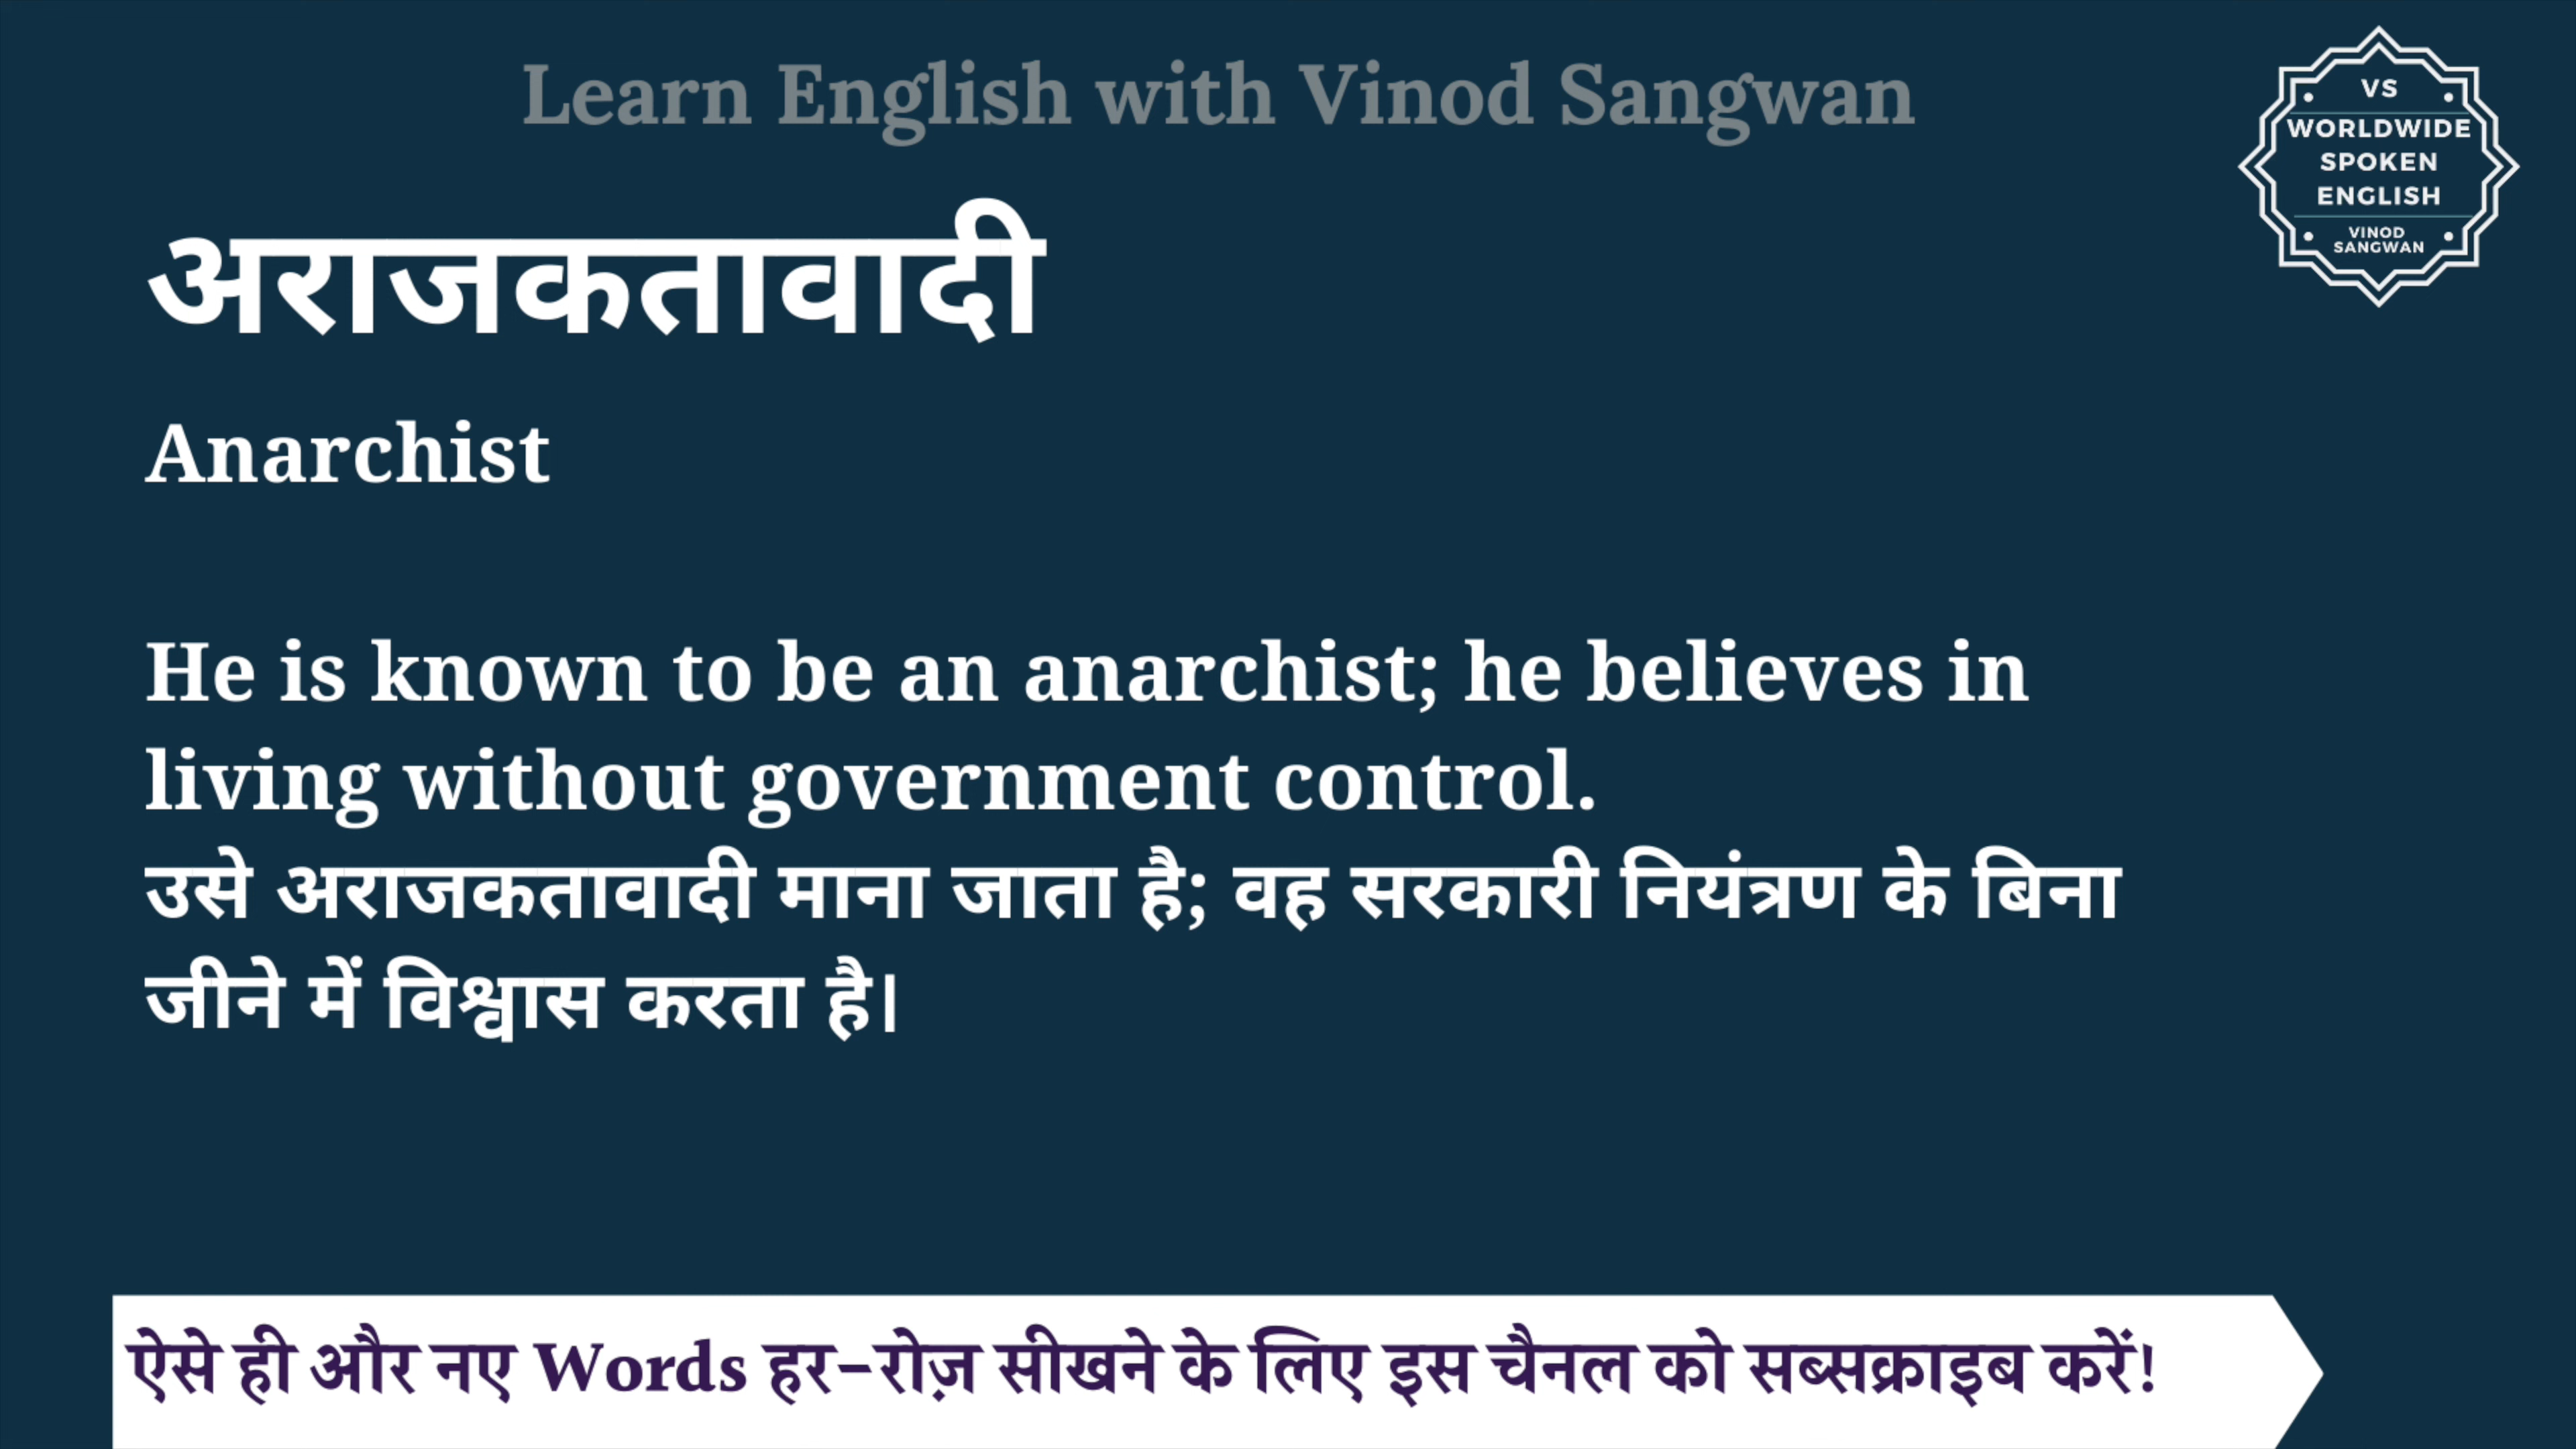 Learn English with Vinod Sangwan
VS
WORLDWIDE
SPOKEN
ENGLISH
VINOD
SANGWAN
अराजकतावादी
Anarchist
He is known to be an anarchist; he believes in
living without government control.
उसे अराजकतावादी माना जाता है; वह सरकारी नियंत्रण के बिना
जीने में विश्वास करता है।
ऐसे ही और नए Words हर-रोज़ सीखने के लिए इस चैनल को सब्सक्राइब करें!